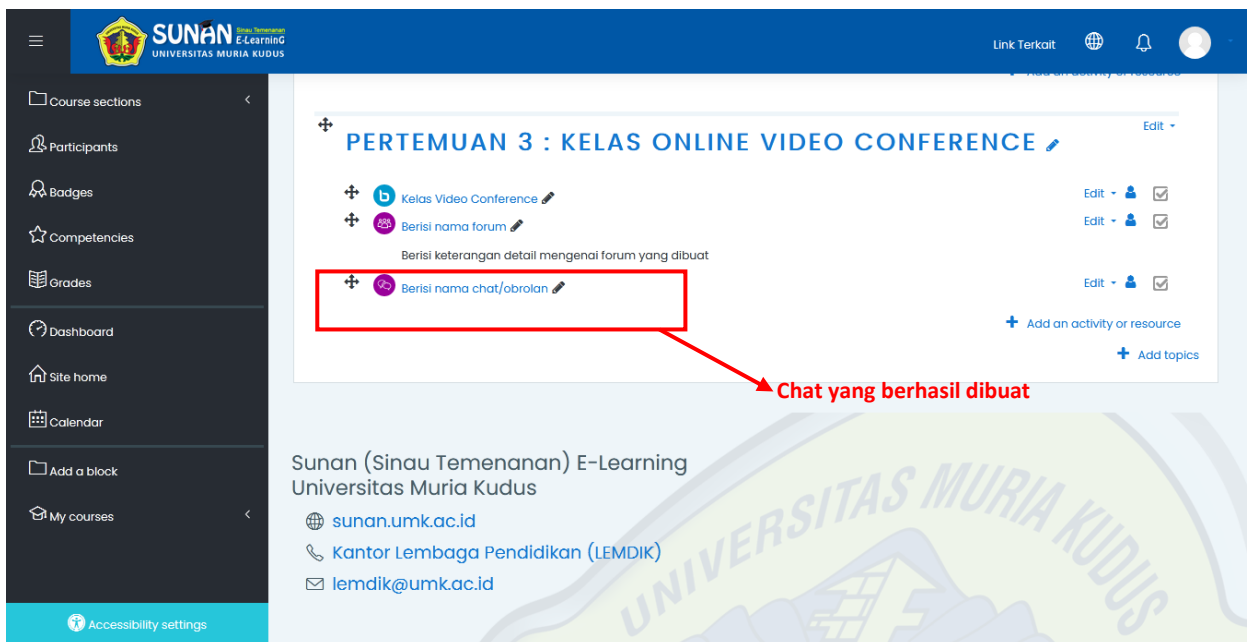 SUNAN Sinau Temenanan E-LearninG
UNIVERSITAS MURIA KUDUS
Link Terkait
Course sections
Participants
Badges
Competencies
Grades
Dashboard
Site home
Calendar
Add a block
My courses
Accessibility settings
Add an activity or resource
PERTEMUAN 3 : KELAS ONLINE VIDEO CONFERENCE
Edit
Kelas Video Conference
Edit
Berisi nama forum
Edit
Berisi keterangan detail mengenai forum yang dibuat
Berisi nama chat/obrolan
Edit
Add an activity or resource
Add topics
Chat yang berhasil dibuat
Sunan (Sinau Temenanan) E-Learning
Universitas Muria Kudus
sunan.umk.ac.id
Kantor Lembaga Pendidikan (LEMDIK)
lemdik@umk.ac.id
UNIVERSITAS MURIA KUDUS